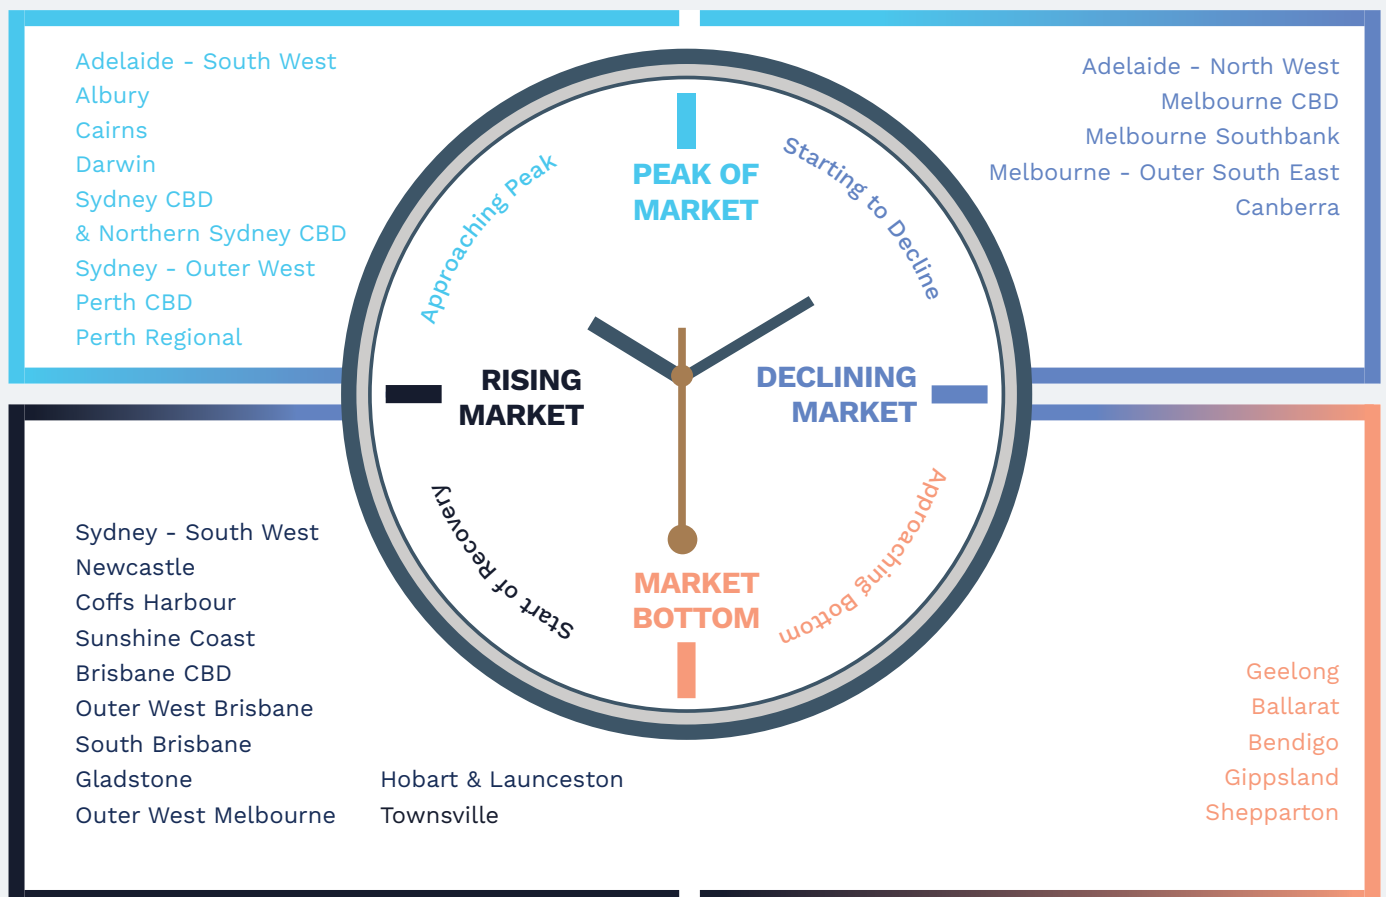 Adelaide - South West
Albury
Cairns
Darwin
Sydney CBD
& Northern Sydney CBD
Sydney - Outer West
Perth CBD
Perth Regional
Approaching Peak
PEAK OF
MARKET
Starting to Decline
Adelaide - North West
Melbourne CBD
Melbourne Southbank
Melbourne - Outer South East
Canberra
RISING
MARKET
DECLINING
MARKET
Start of Recovery
MARKET
BOTTOM
Approaching Bottom
Sydney - South West
Newcastle
Coffs Harbour
Sunshine Coast
Brisbane CBD
Outer West Brisbane
South Brisbane
Gladstone
Outer West Melbourne
Hobart & Launceston
Townsville
Geelong
Ballarat
Bendigo
Gippsland
Shepparton